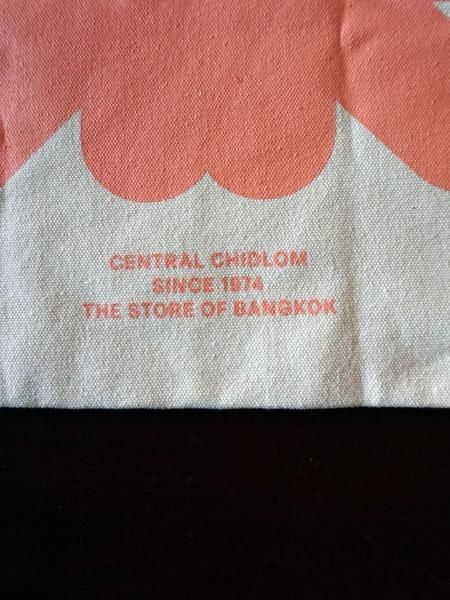 CENTRAL CHIDLOM
SINCE 1974
THE STORE OF BANGKOK